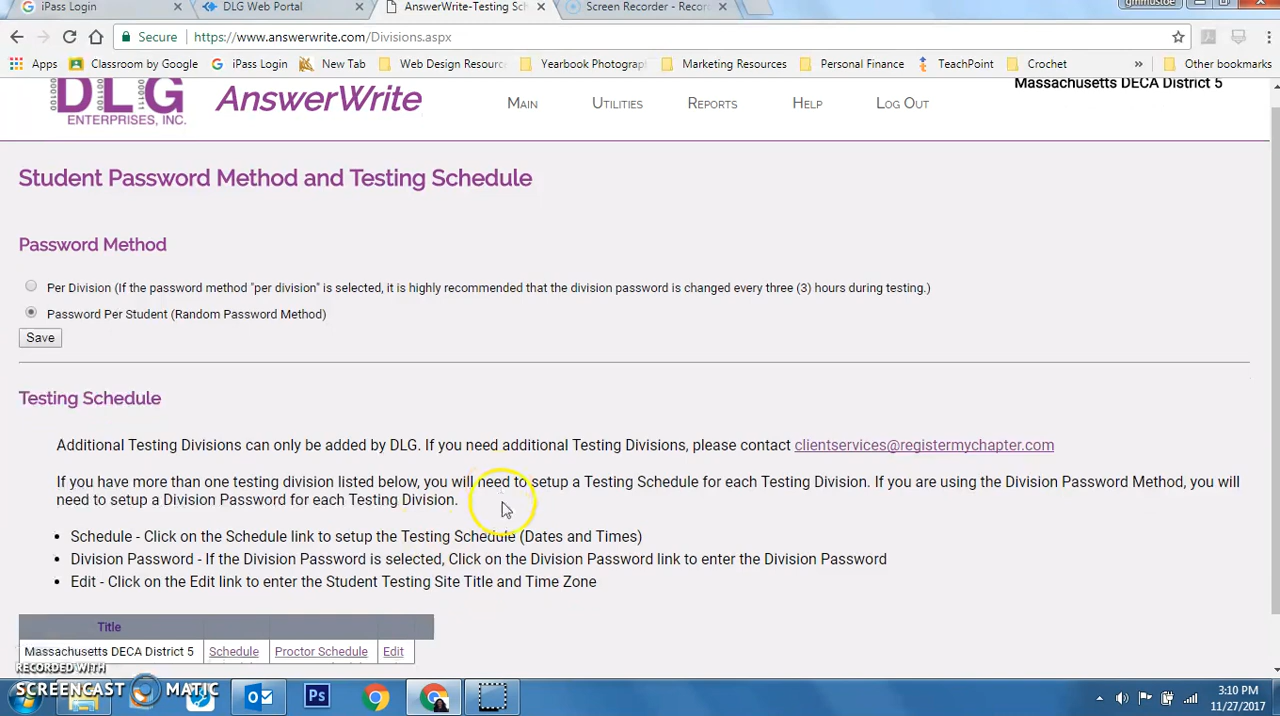 iPass Login
DLG Web Portal
AnswerWrite-Testing Sch
Screen Recorder - Record
Secure
https://www.answerwrite.com/Divisions.aspx
Apps
Classroom by Google
iPass Login
New Tab
Web Design Resource
Yearbook Photograp
Marketing Resources
Personal Finance
TeachPoint
Crochet
»
Other bookmarks
DLG
ENTERPRISES, INC.
AnswerWrite
Main
Utilities
Reports
Help
Log Out
Massachusetts DECA District 5
Student Password Method and Testing Schedule
Password Method
Per Division (If the password method "per division" is selected, it is highly recommended that the division password is changed every three (3) hours during testing.)
Password Per Student (Random Password Method)
Save
Testing Schedule
Additional Testing Divisions can only be added by DLG. If you need additional Testing Divisions, please contact clientservices@registermychapter.com
If you have more than one testing division listed below, you will need to setup a Testing Schedule for each Testing Division. If you are using the Division Password Method, you will
need to setup a Division Password for each Testing Division.
• Schedule - Click on the Schedule link to setup the Testing Schedule (Dates and Times)
• Division Password - If the Division Password is selected, Click on the Division Password link to enter the Division Password
• Edit - Click on the Edit link to enter the Student Testing Site Title and Time Zone
Title
Massachusetts DECA District 5
Schedule
Proctor Schedule
Edit
RECORDED WITH
SCREENCAST MATIC
Ps
3:10 PM
11/27/2017